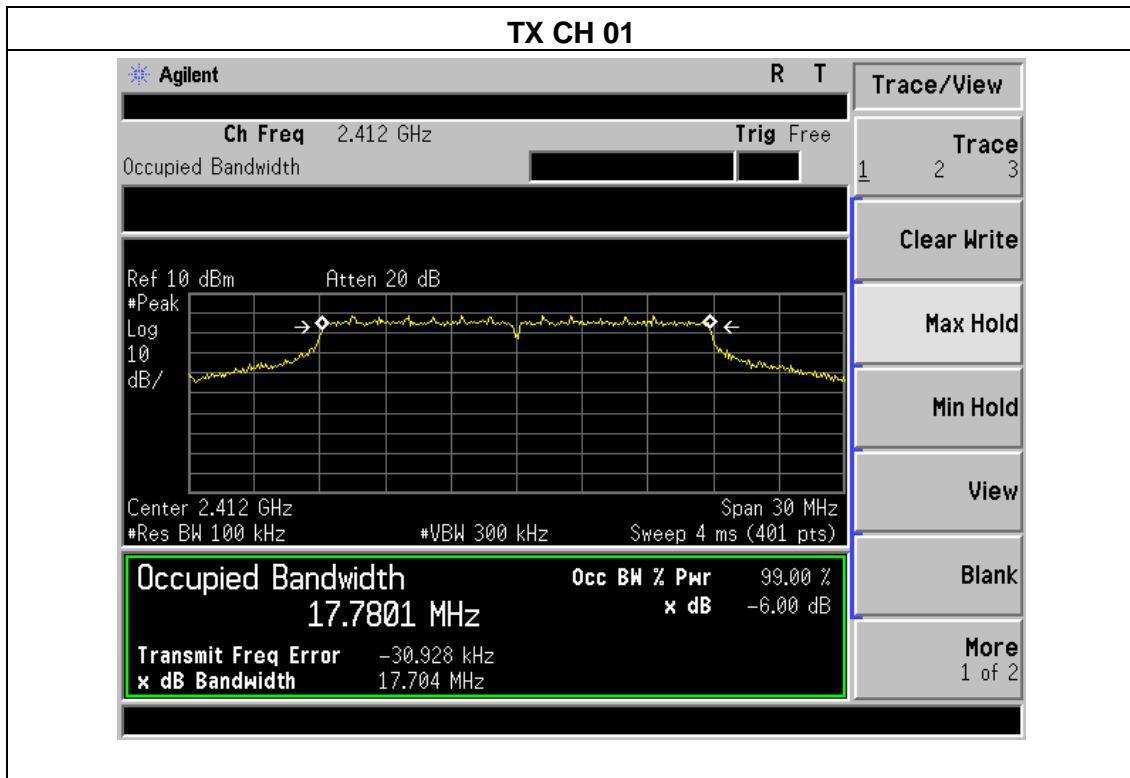 TX CH 01
Agilent R T
Ch Freq 2.412 GHz Trig Free
Occupied Bandwidth
Ref 10 dBm Atten 20 dB
#Peak
Log
10
dB/
Center 2.412 GHz Span 30 MHz
#Res BW 100 kHz #VBW 300 kHz Sweep 4 ms (401 pts)
Occupied Bandwidth Occ BW % Pwr 99.00 %
17.7801 MHz x dB -6.00 dB
Transmit Freq Error -30.928 kHz
x dB Bandwidth 17.704 MHz
Trace/View
Trace
1 2 3
Clear Write
Max Hold
Min Hold
View
Blank
More
1 of 2